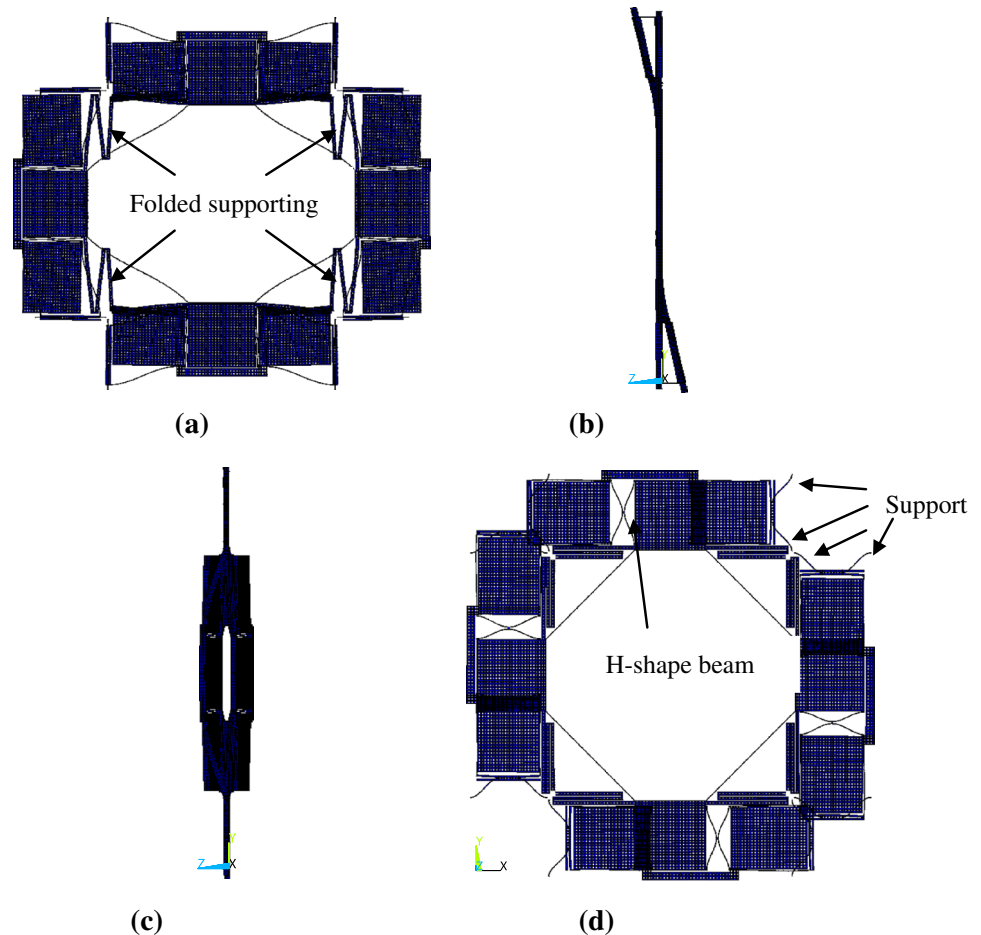 Folded supporting
Y
Z
X
(a)
(b)
Support
H-shape beam
Y
Z
X
Y
Z
X
(c)
(d)